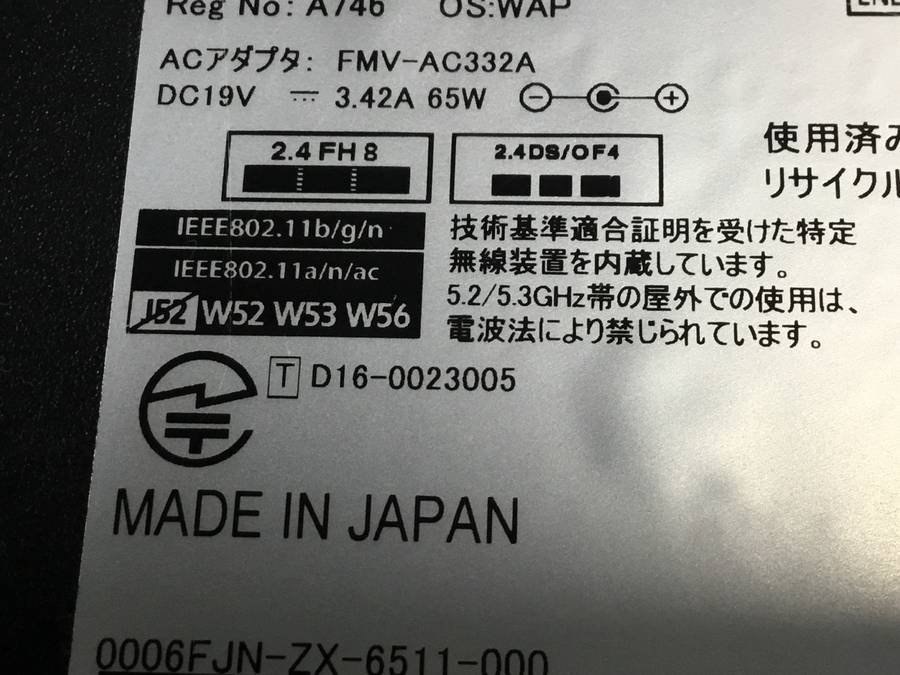 Reg No: A746 OS:WAP
ACアダプタ: FMV-AC332A
DC19V 3.42A 65W
2.4FH8
2.4DS/OF4
使用済み
リサイクル
IEEE802.11b/g/n
IEEE802.11a/n/ac
J52 W52 W53 W56
技術基準適合証明を受けた特定
無線装置を内蔵しています。
5.2/5.3GHz帯の屋外での使用は、
電波法により禁じられています。
T D16-0023005
MADE IN JAPAN
0006FJN-ZX-6511-000